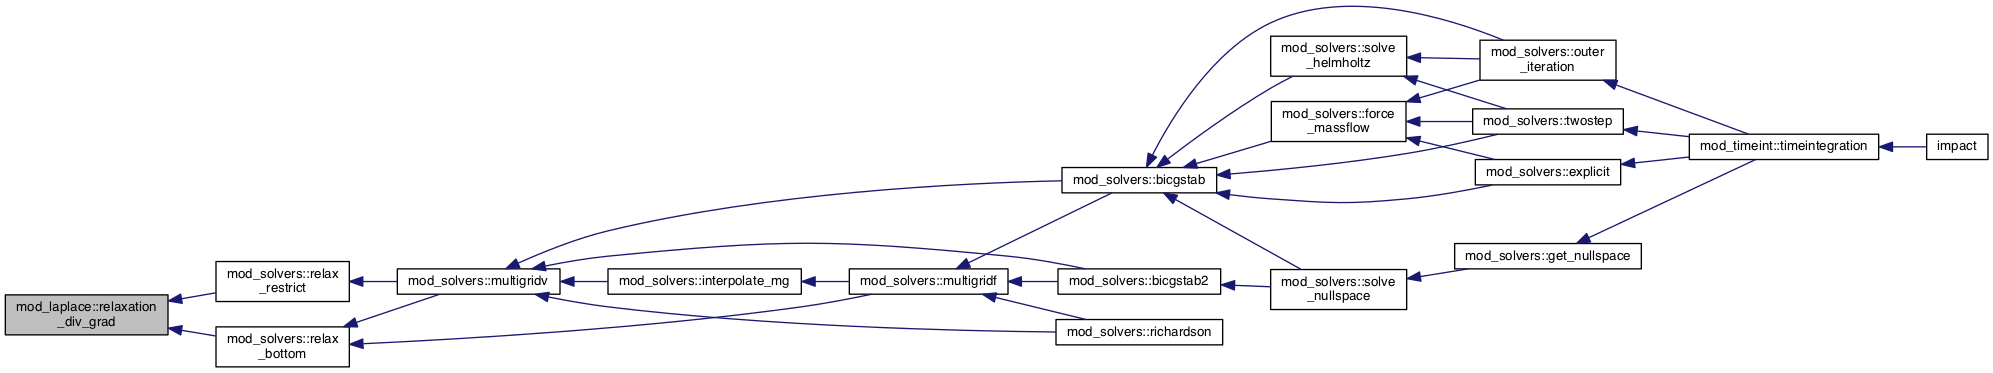 mod_laplace::relaxation
_div_grad
mod_solvers::relax
_restrict
mod_solvers::relax
_bottom
mod_solvers::multigridv
mod_solvers::interpolate_mg
mod_solvers::multigridf
mod_solvers::bicgstab
mod_solvers::bicgstab2
mod_solvers::richardson
mod_solvers::solve
_helmholtz
mod_solvers::force
_massflow
mod_solvers::solve
_nullspace
mod_solvers::outer
_iteration
mod_solvers::twostep
mod_solvers::explicit
mod_solvers::get_nullspace
mod_timeint::timeintegration
impact